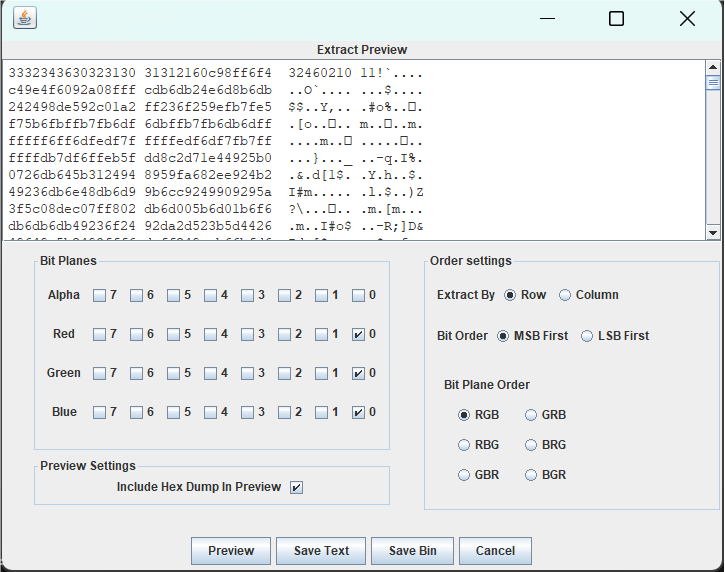 Extract Preview
3332343630323130 31312160c98ff6f4 32460210 11!`....
c49e4f6092a08fff cdb6db24e6d8b6db ..O`.... ...$....
242498de592c01a2 ff236f259efb7fe5 $$..Y,.. .#o%..□.
f75b6fbffb7fb6df 6dbffb7fb6db6dff .[o..□.. m..□..m.
fffff6ff6dfedf7f ffffedf6df7fb7ff ....m..□ .....□..
ffffdb7df6ffeb5f dd8c2d71e44925b0 ...}..._ ..-q.I%.
0726db645b312494 8959fa682ee924b2 .&.d[1$. .Y.h..$.
49236db6e48db6d9 9b6cc9249909295a I#m..... .l.$..)Z
3f5c08dec07ff802 db6d005b6d01b6f6 ?\...□.. .m.[m...
db6db6db49236f24 92da2d523b5d4426 .m..I#o$ ..-R;]D&
Bit Planes
Alpha 7 6 5 4 3 2 1 0
Red 7 6 5 4 3 2 1 0
Green 7 6 5 4 3 2 1 0
Blue 7 6 5 4 3 2 1 0
Preview Settings
Include Hex Dump In Preview
Order settings
Extract By Row Column
Bit Order MSB First LSB First
Bit Plane Order
RGB GRB
RBG BRG
GBR BGR
Preview Save Text Save Bin Cancel